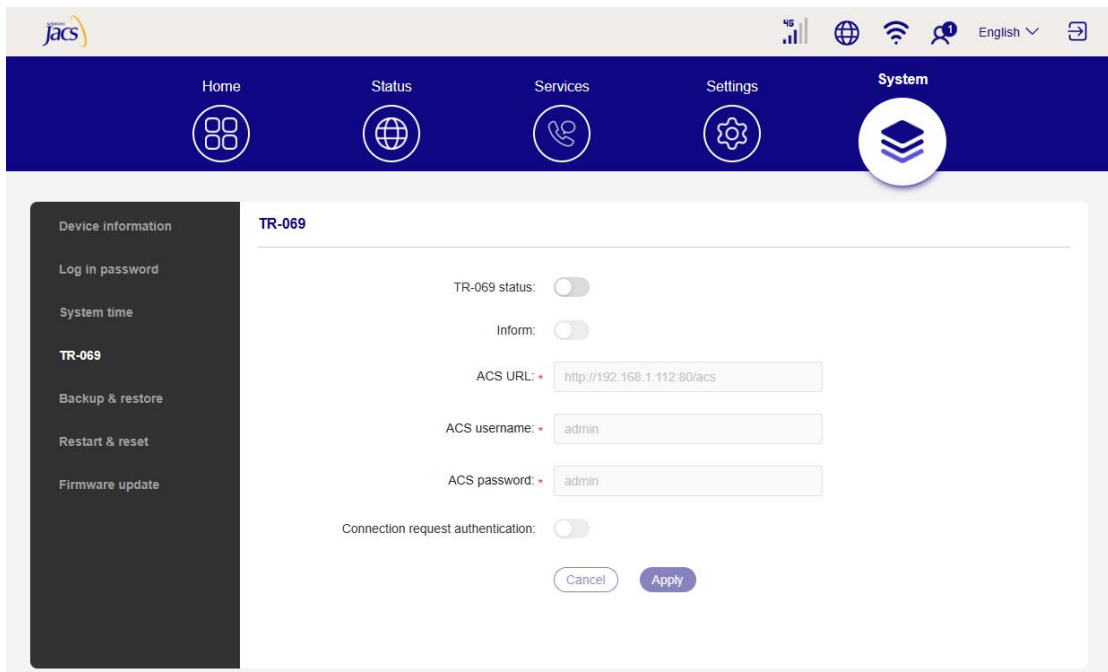 solutions
jacs
4G
1
English
Home
Status
Services
Settings
System
Device information
Log in password
System time
TR-069
Backup & restore
Restart & reset
Firmware update
TR-069
TR-069 status:
Inform:
ACS URL: * http://192.168.1.112:80/acs
ACS username: * admin
ACS password: * admin
Connection request authentication:
Cancel Apply